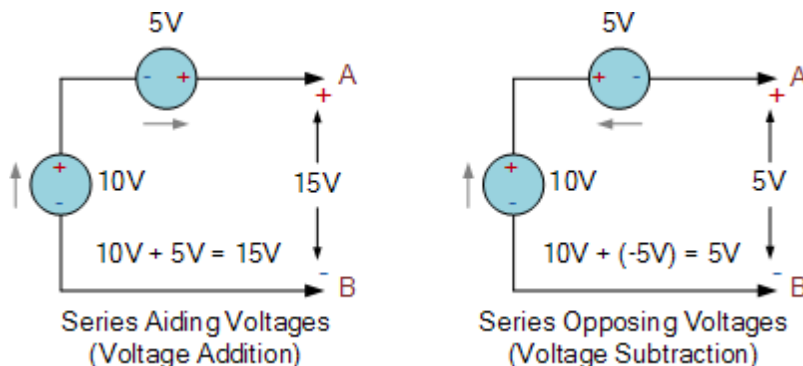 5V
- +
A
+
+
10V
-
15V
10V + 5V = 15V
-
B
Series Aiding Voltages
(Voltage Addition)
5V
+ -
A
+
+
10V
-
5V
10V + (-5V) = 5V
-
B
Series Opposing Voltages
(Voltage Subtraction)